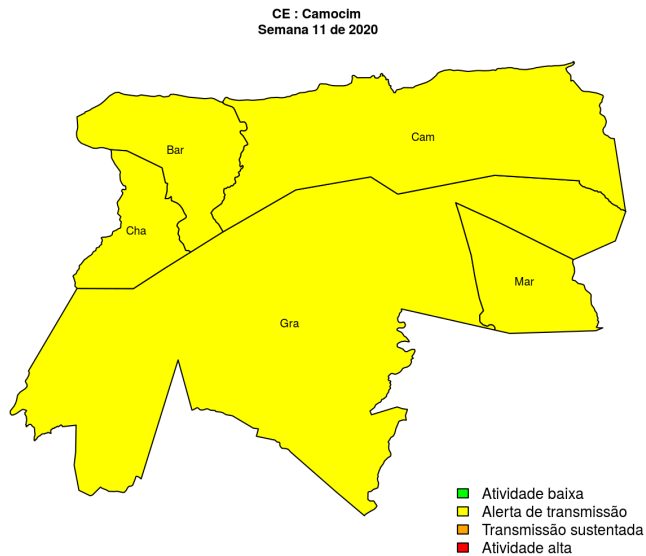 CE : Camocim
Semana 11 de 2020
Bar
Cam
Cha
Mar
Gra
Atividade baixa
Alerta de transmissão
Transmissão sustentada
Atividade alta